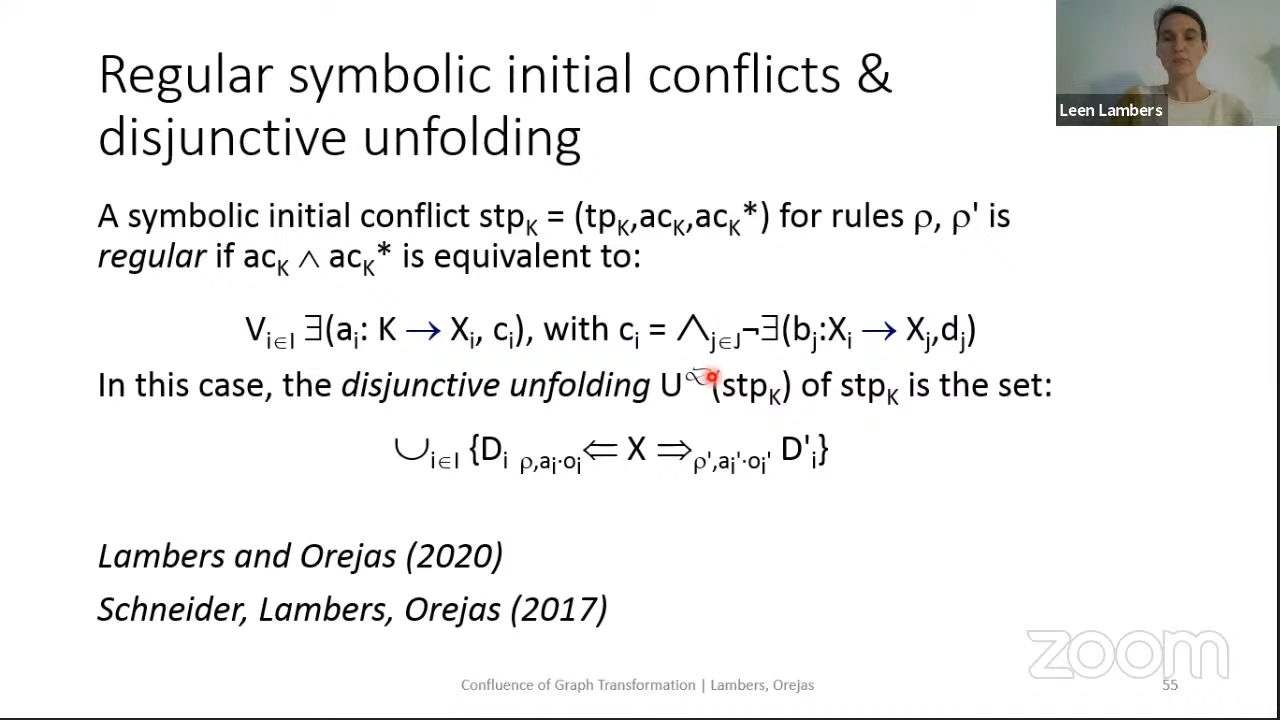 Regular symbolic initial conflicts &
disjunctive unfolding
Leen Lambers
A symbolic initial conflict stpK = (tpK,acK,acK*) for rules ρ, ρ' is
regular if acK ∧ acK* is equivalent to:
Vi∈I ∃(ai: K → Xi, ci), with ci = ∧j∈J¬∃(bj:Xi → Xj,dj)
In this case, the disjunctive unfolding U (stpK) of stpK is the set:
∪i∈I {Di ρ,ai·oi⇐ X ⇒ρ',ai'·oi' D'i}
Lambers and Orejas (2020)
Schneider, Lambers, Orejas (2017)
zoom
Confluence of Graph Transformation | Lambers, Orejas
55